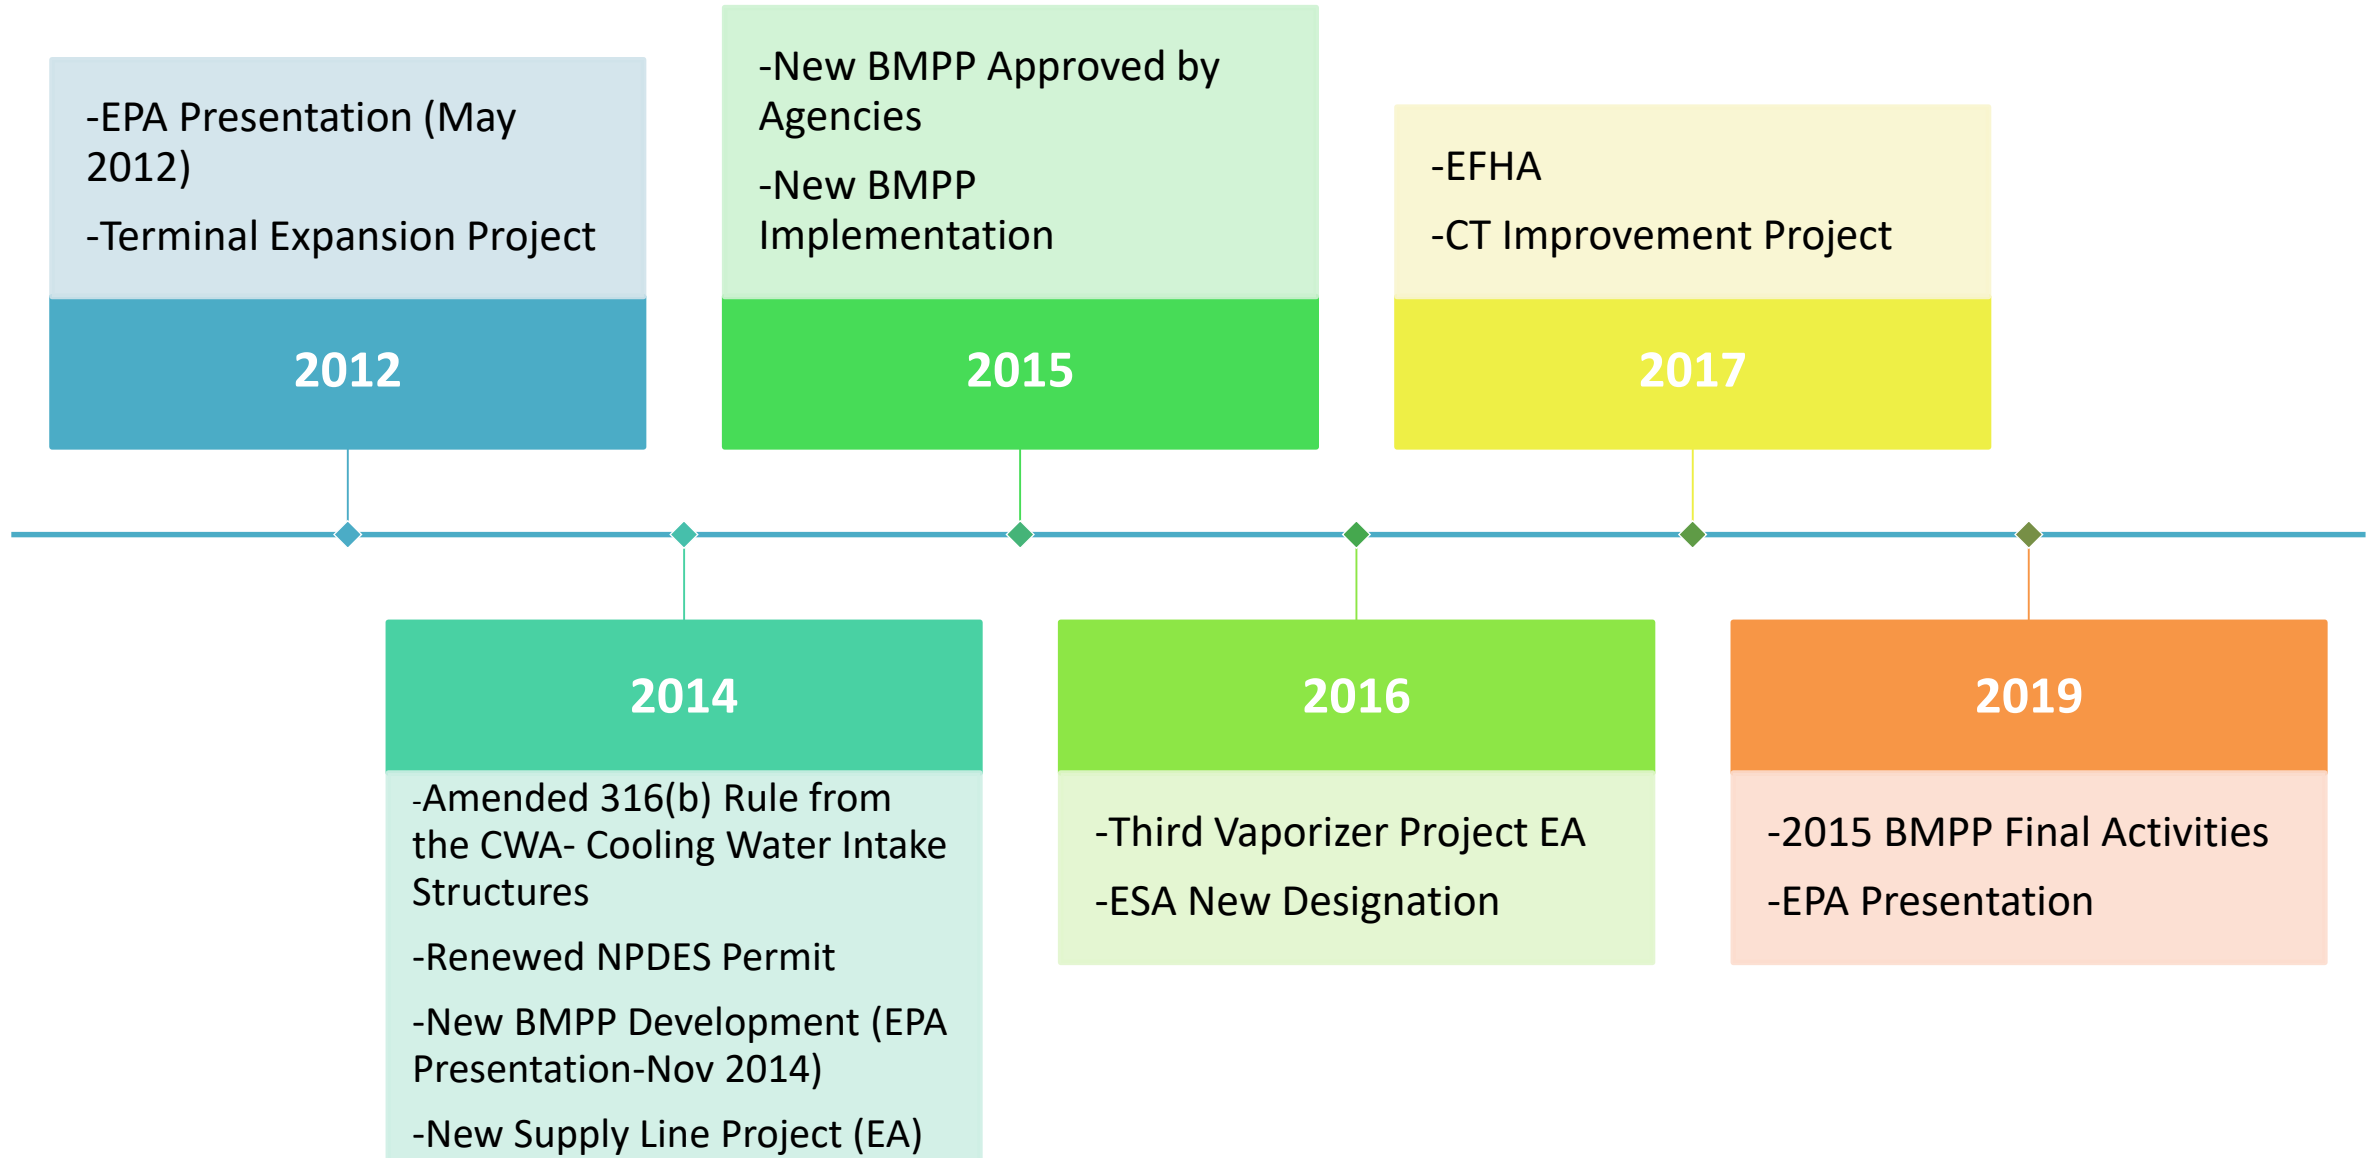 -EPA Presentation (May
2012)
-Terminal Expansion Project
2012
-Amended 316(b) Rule from
the CWA- Cooling Water Intake
Structures
-Renewed NPDES Permit
-New BMPP Development (EPA
Presentation-Nov 2014)
-New Supply Line Project (EA)
2014
-New BMPP Approved by
Agencies
-New BMPP
Implementation
2015
2016
-Third Vaporizer Project EA
-ESA New Designation
-EFHA
-CT Improvement Project
2017
2019
-2015 BMPP Final Activities
-EPA Presentation